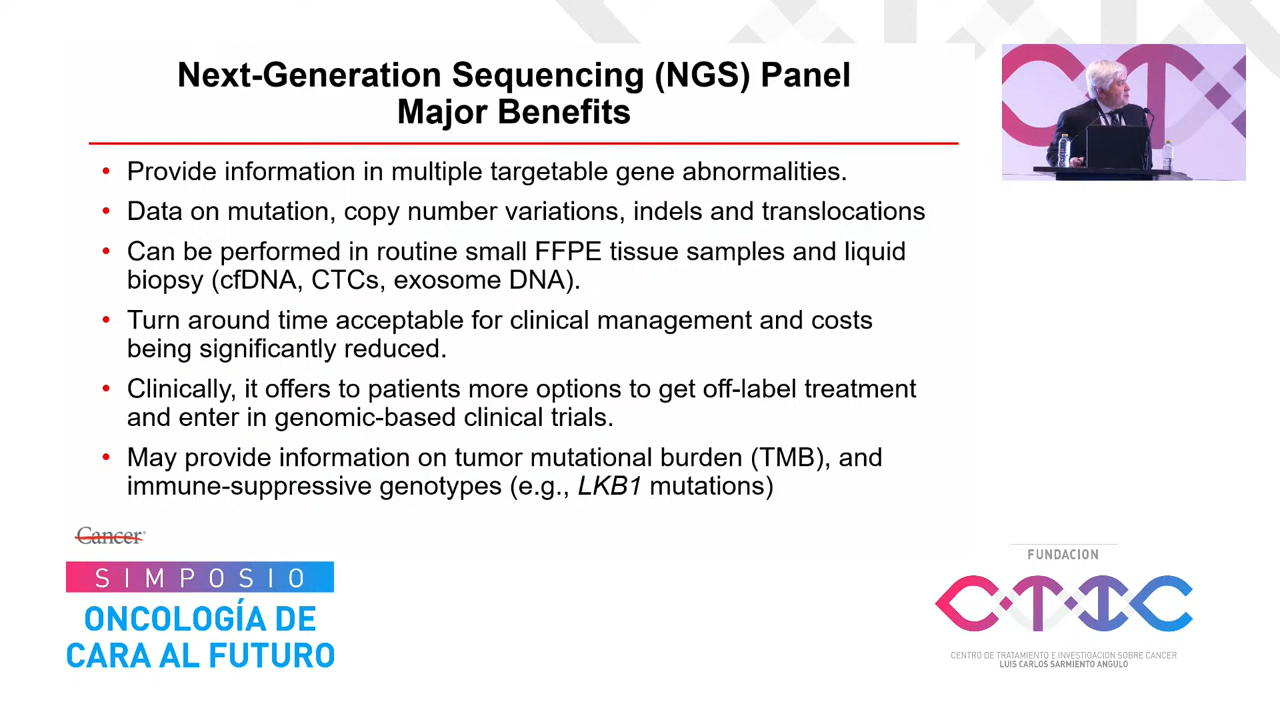 Next-Generation Sequencing (NGS) Panel
Major Benefits
• Provide information in multiple targetable gene abnormalities.
• Data on mutation, copy number variations, indels and translocations
• Can be performed in routine small FFPE tissue samples and liquid
biopsy (cfDNA, CTCs, exosome DNA).
• Turn around time acceptable for clinical management and costs
being significantly reduced.
• Clinically, it offers to patients more options to get off-label treatment
and enter in genomic-based clinical trials.
• May provide information on tumor mutational burden (TMB), and
immune-suppressive genotypes (e.g., LKB1 mutations)
Cancer
SIMPOSIO
ONCOLOGÍA DE
CARA AL FUTURO
FUNDACION
CTIC
CENTRO DE TRATAMIENTO E INVESTIGACION SOBRE CANCER
LUIS CARLOS SARMIENTO ANGULO